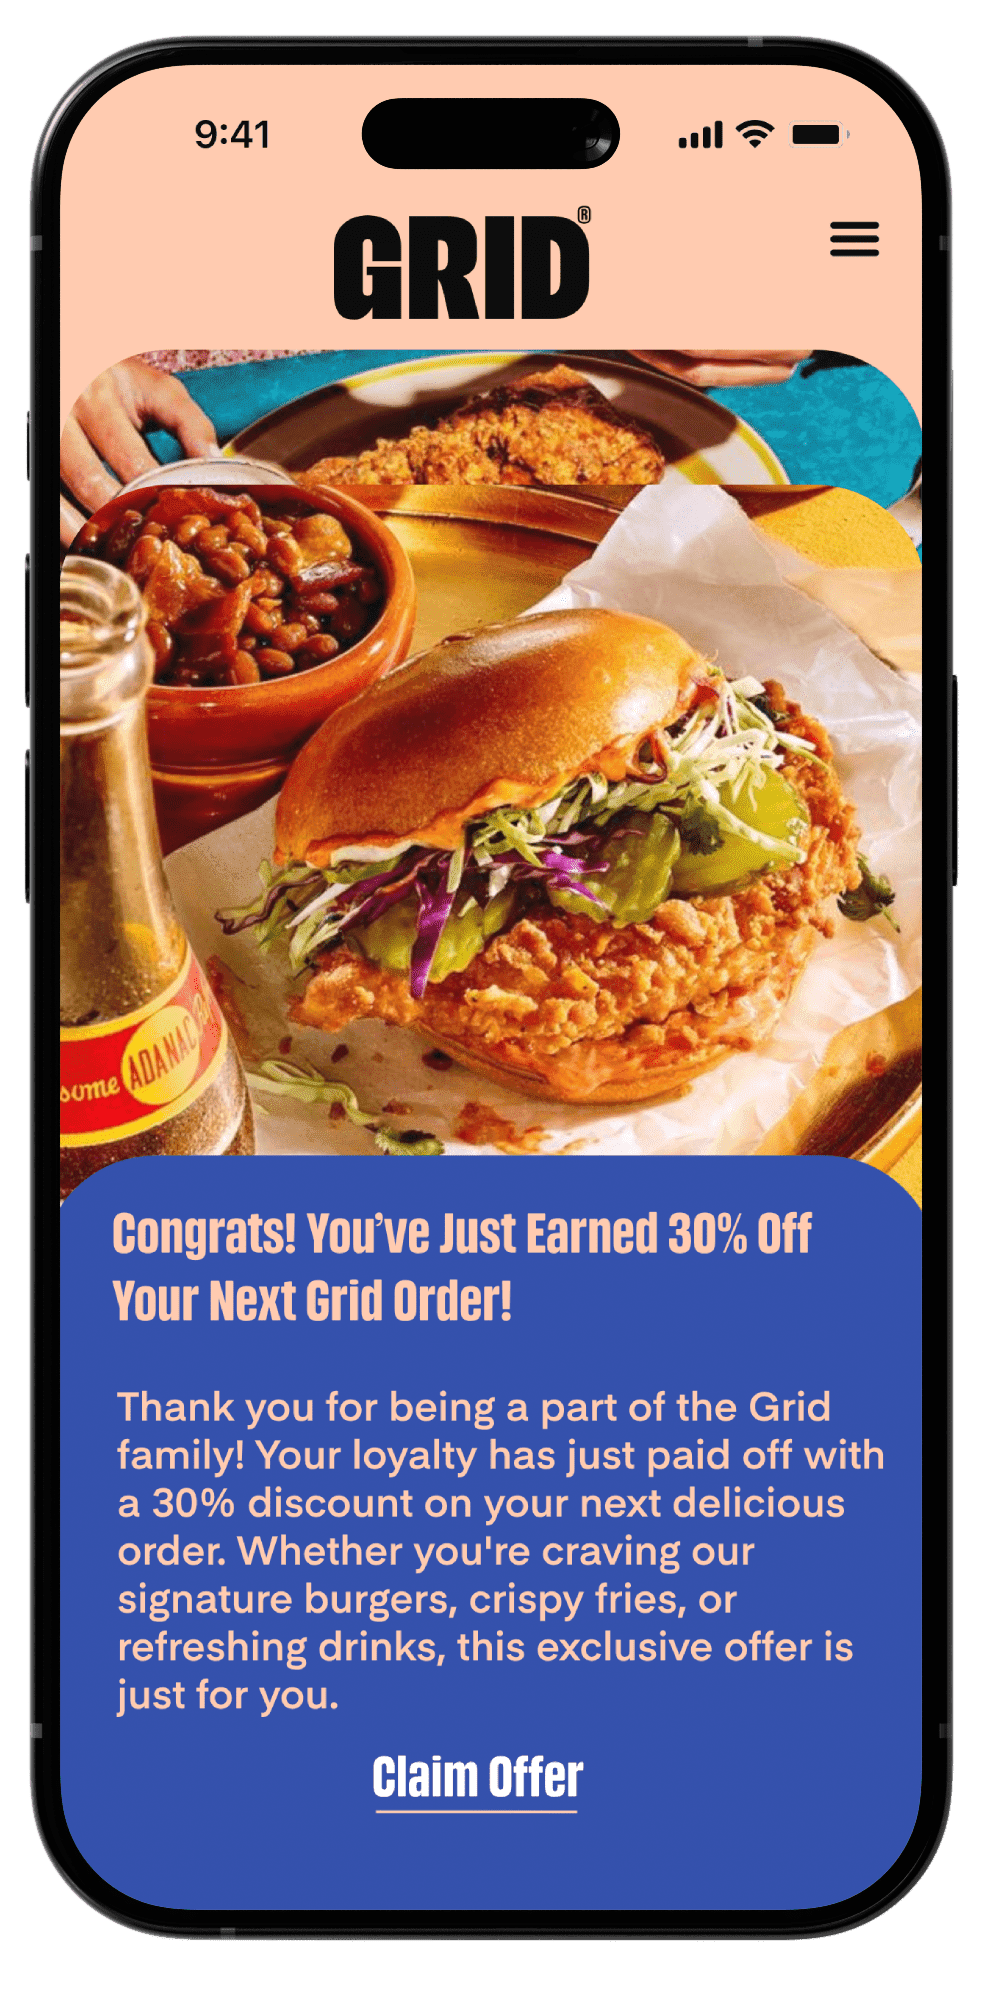 9:41
GRID®
some ADANAC
Congrats! You’ve Just Earned 30% Off
Your Next Grid Order!
Thank you for being a part of the Grid
family! Your loyalty has just paid off with
a 30% discount on your next delicious
order. Whether you're craving our
signature burgers, crispy fries, or
refreshing drinks, this exclusive offer is
just for you.
Claim Offer